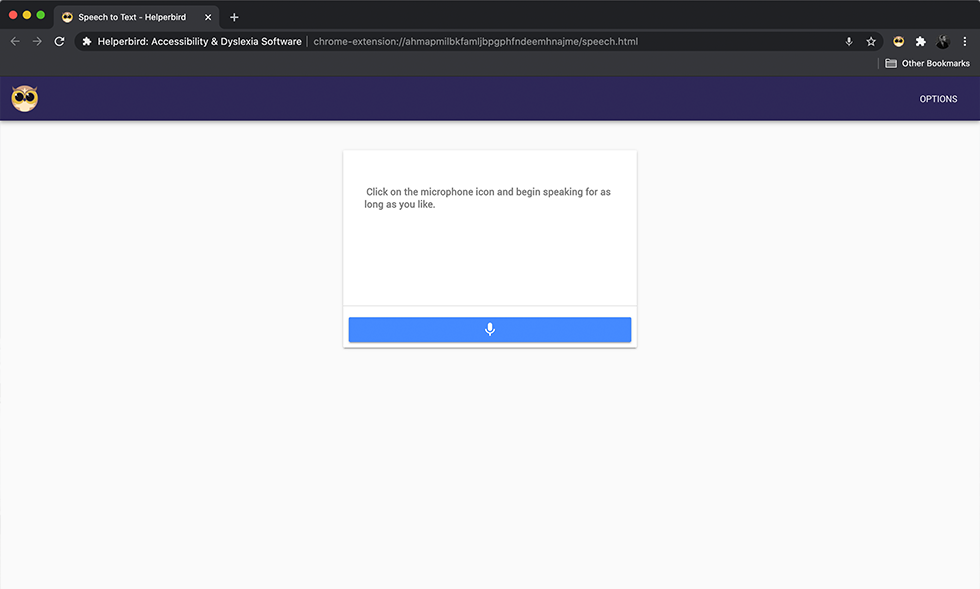 Speech to Text - Helperbird
Helperbird: Accessibility & Dyslexia Software | chrome-extension://ahmapmilbkfamljbpgphfndeemhnajme/speech.html
Other Bookmarks
OPTIONS
Click on the microphone icon and begin speaking for as
long as you like.